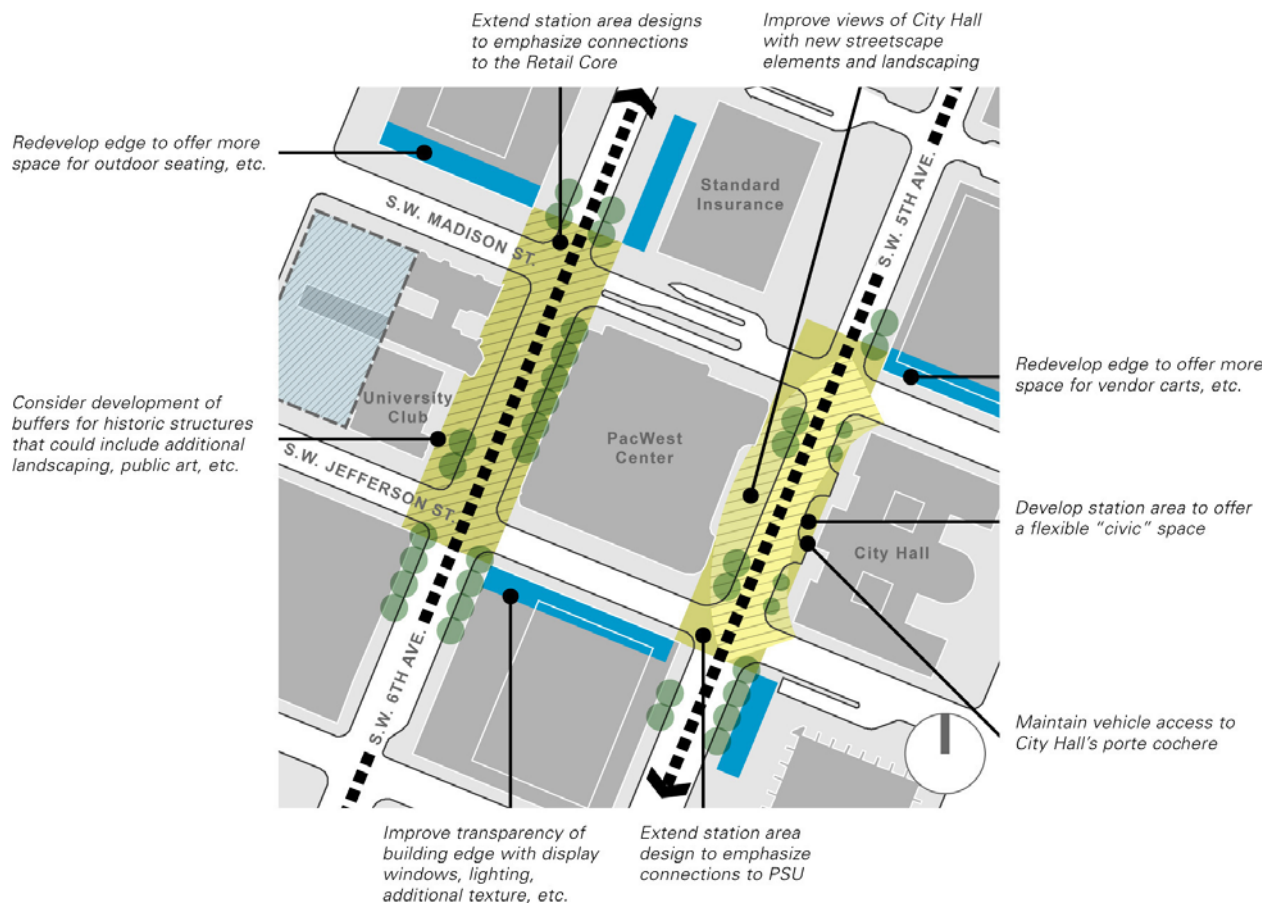 Extend station area designs
to emphasize connections
to the Retail Core
Improve views of City Hall
with new streetscape
elements and landscaping
Redevelop edge to offer more
space for outdoor seating, etc.
Standard
Insurance
S.W. 5TH AVE.
S.W. MADISON ST.
Redevelop edge to offer more
space for vendor carts, etc.
Consider development of
buffers for historic structures
that could include additional
landscaping, public art, etc.
University
Club
PacWest
Center
S.W. JEFFERSON ST.
Develop station area to offer
a flexible “civic” space
City Hall
S.W. 6TH AVE.
Maintain vehicle access to
City Hall’s porte cochere
Improve transparency of
building edge with display
windows, lighting,
additional texture, etc.
Extend station area
design to emphasize
connections to PSU